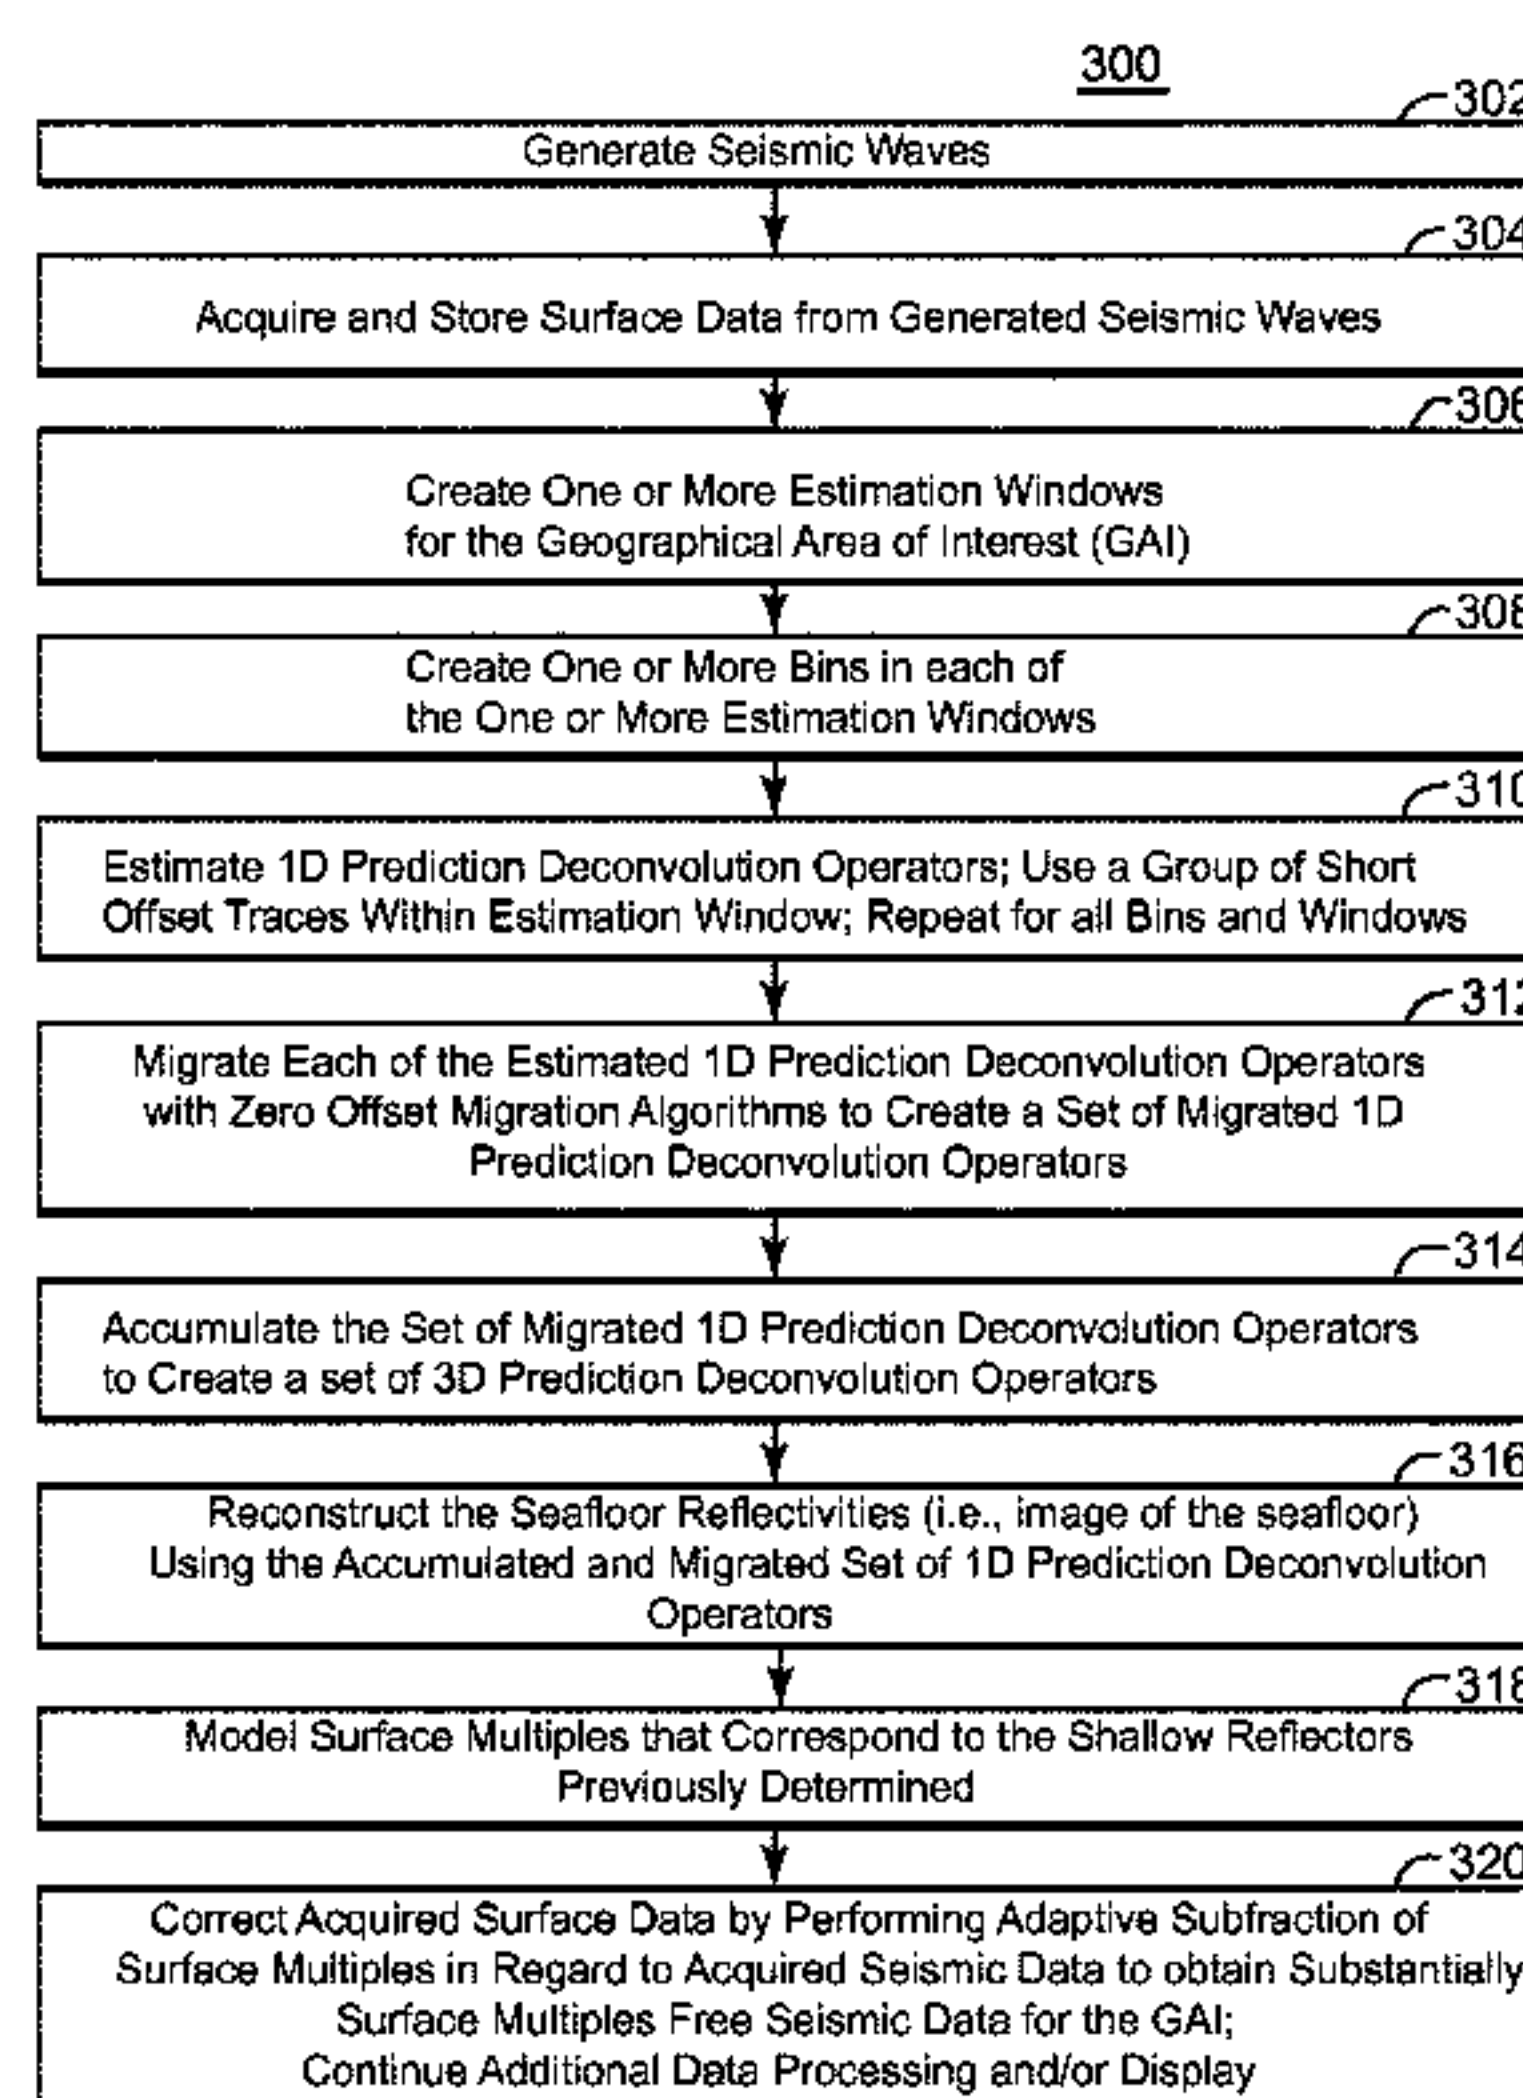 300
302
Generate Seismic Waves
304
Acquire and Store Surface Data from Generated Seismic Waves
306
Create One or More Estimation Windows
for the Geographical Area of Interest (GAI)
308
Create One or More Bins in each of
the One or More Estimation Windows
310
Estimate 1D Prediction Deconvolution Operators; Use a Group of Short
Offset Traces Within Estimation Window; Repeat for all Bins and Windows
312
Migrate Each of the Estimated 1D Prediction Deconvolution Operators
with Zero Offset Migration Algorithms to Create a Set of Migrated 1D
Prediction Deconvolution Operators
314
Accumulate the Set of Migrated 1D Prediction Deconvolution Operators
to Create a set of 3D Prediction Deconvolution Operators
316
Reconstruct the Seafloor Reflectivities (i.e., image of the seafloor)
Using the Accumulated and Migrated Set of 1D Prediction Deconvolution
Operators
318
Model Surface Multiples that Correspond to the Shallow Reflectors
Previously Determined
320
Correct Acquired Surface Data by Performing Adaptive Subfraction of
Surface Multiples in Regard to Acquired Seismic Data to obtain Substantially
Surface Multiples Free Seismic Data for the GAI;
Continue Additional Data Processing and/or Display